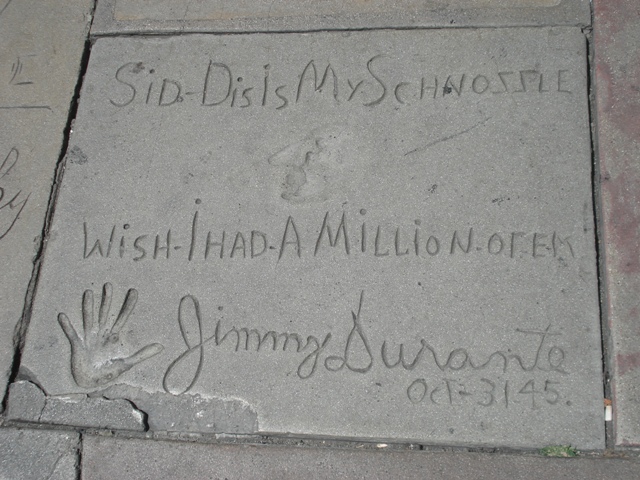 SID-DIS IS MY SCHNOZZLE
WISH-I HAD-A MILLION-OF-EM
Jimmy Durante
Oct-31 45.